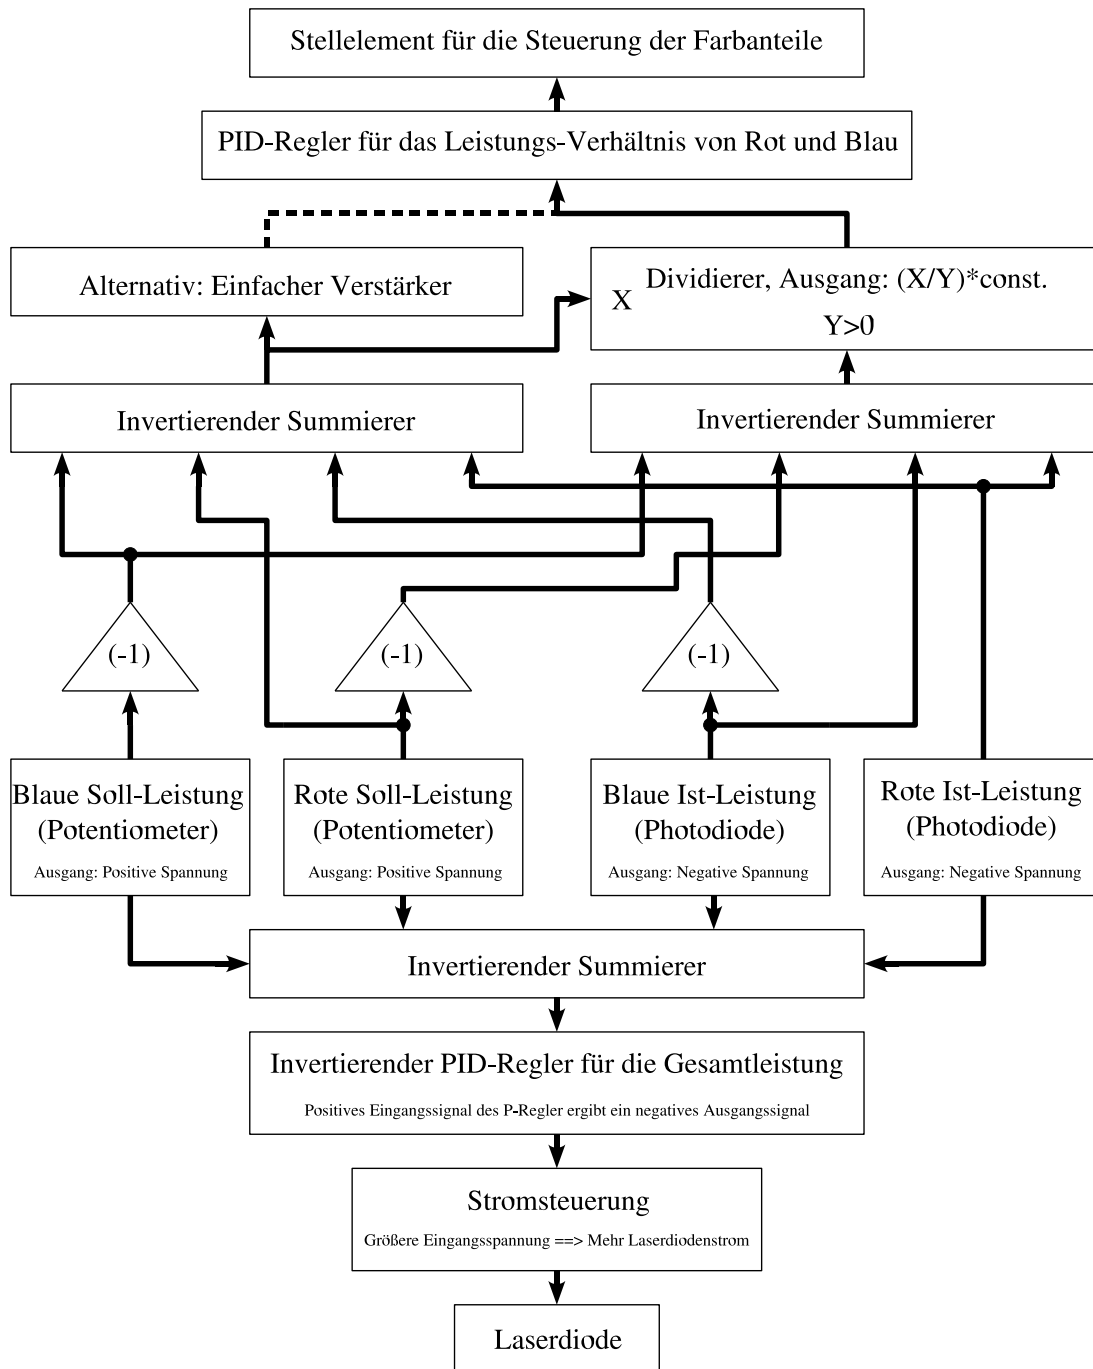 Stellelement für die Steuerung der Farbanteile
PID-Regler für das Leistungs-Verhältnis von Rot und Blau
Alternativ: Einfacher Verstärker
Dividierer, Ausgang: (X/Y)*const.
X
Y>0
Invertierender Summierer
Invertierender Summierer
(-1)
(-1)
(-1)
Blaue Soll-Leistung
(Potentiometer)
Ausgang: Positive Spannung
Rote Soll-Leistung
(Potentiometer)
Ausgang: Positive Spannung
Blaue Ist-Leistung
(Photodiode)
Ausgang: Negative Spannung
Rote Ist-Leistung
(Photodiode)
Ausgang: Negative Spannung
Invertierender Summierer
Invertierender PID-Regler für die Gesamtleistung
Positives Eingangssignal des P-Regler ergibt ein negatives Ausgangssignal
Stromsteuerung
Größere Eingangsspannung ==> Mehr Laserdiodenstrom
Laserdiode